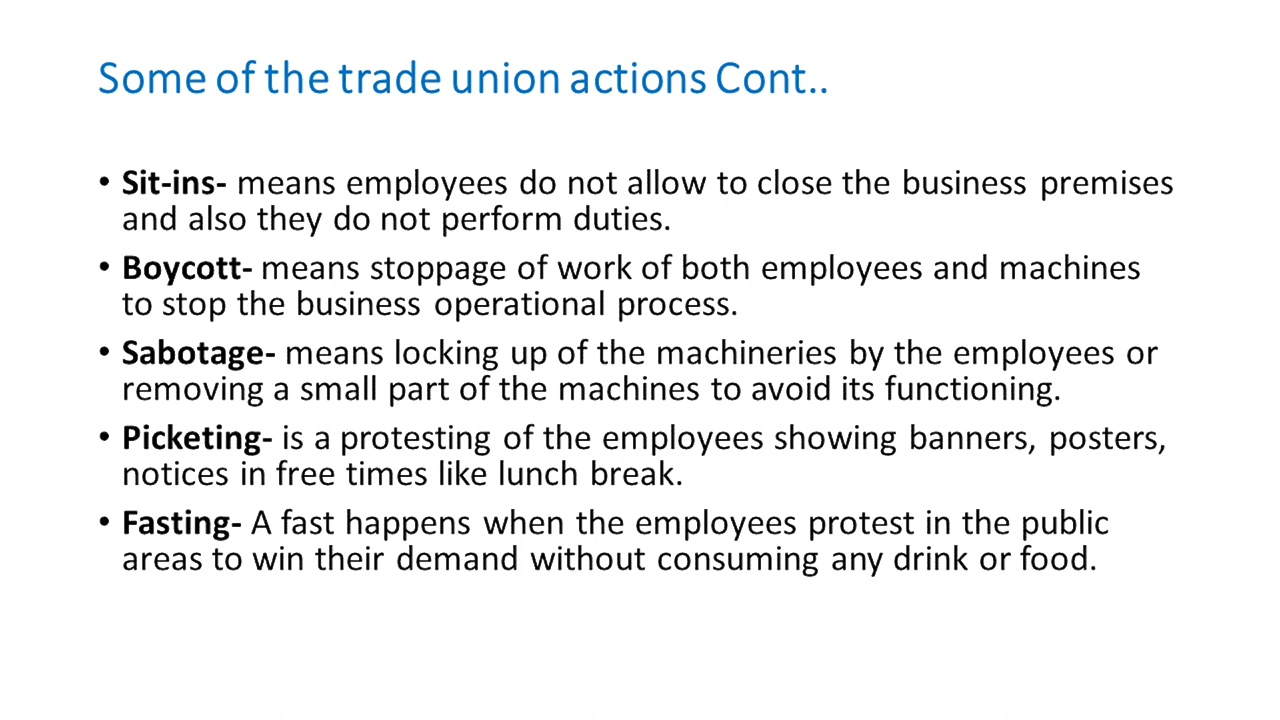 Some of the trade union actions Cont..
• Sit-ins- means employees do not allow to close the business premises
and also they do not perform duties.
• Boycott- means stoppage of work of both employees and machines
to stop the business operational process.
• Sabotage- means locking up of the machineries by the employees or
removing a small part of the machines to avoid its functioning.
• Picketing- is a protesting of the employees showing banners, posters,
notices in free times like lunch break.
• Fasting- A fast happens when the employees protest in the public
areas to win their demand without consuming any drink or food.